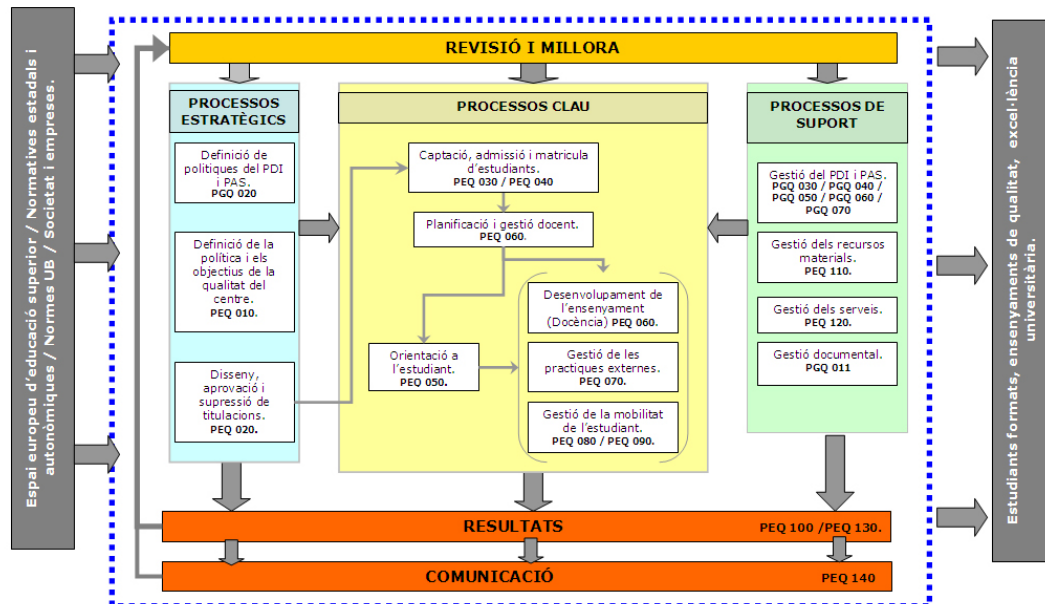 Espai europeu d'educació superior / Normatives estadals i
autonòmiques / Normes UB / Societat i empreses.
REVISIÓ I MILLORA
PROCESSOS
ESTRATÈGICS
Definició de
politiques del PDI
i PAS.
PGQ 020
Definició de la
política i els
objectius de la
qualitat del
centre.
PEQ 010.
Disseny,
aprovació i
supressió de
titulacions.
PEQ 020.
PROCESSOS CLAU
Captació, admissió i matricula
d'estudiants.
PEQ 030 / PEQ 040
Planificació i gestió docent.
PEQ 060.
Desenvolupament de
l'ensenyament
(Docència) PEQ 060.
Orientació a
l'estudiant.
PEQ 050.
Gestió de les
practiques externes.
PEQ 070.
Gestió de la mobilitat
de l'estudiant.
PEQ 080 / PEQ 090.
PROCESSOS DE
SUPORT
Gestió del PDI i PAS.
PGQ 030 / PGQ 040 /
PGQ 050 / PGQ 060 /
PGQ 070
Gestió dels recursos
materials.
PEQ 110.
Gestió dels serveis.
PEQ 120.
Gestió documental.
PGQ 011
RESULTATS
PEQ 100 /PEQ 130.
COMUNICACIÓ
PEQ 140
Estudiants formats, ensenyaments de qualitat, excel·lència
universitària.